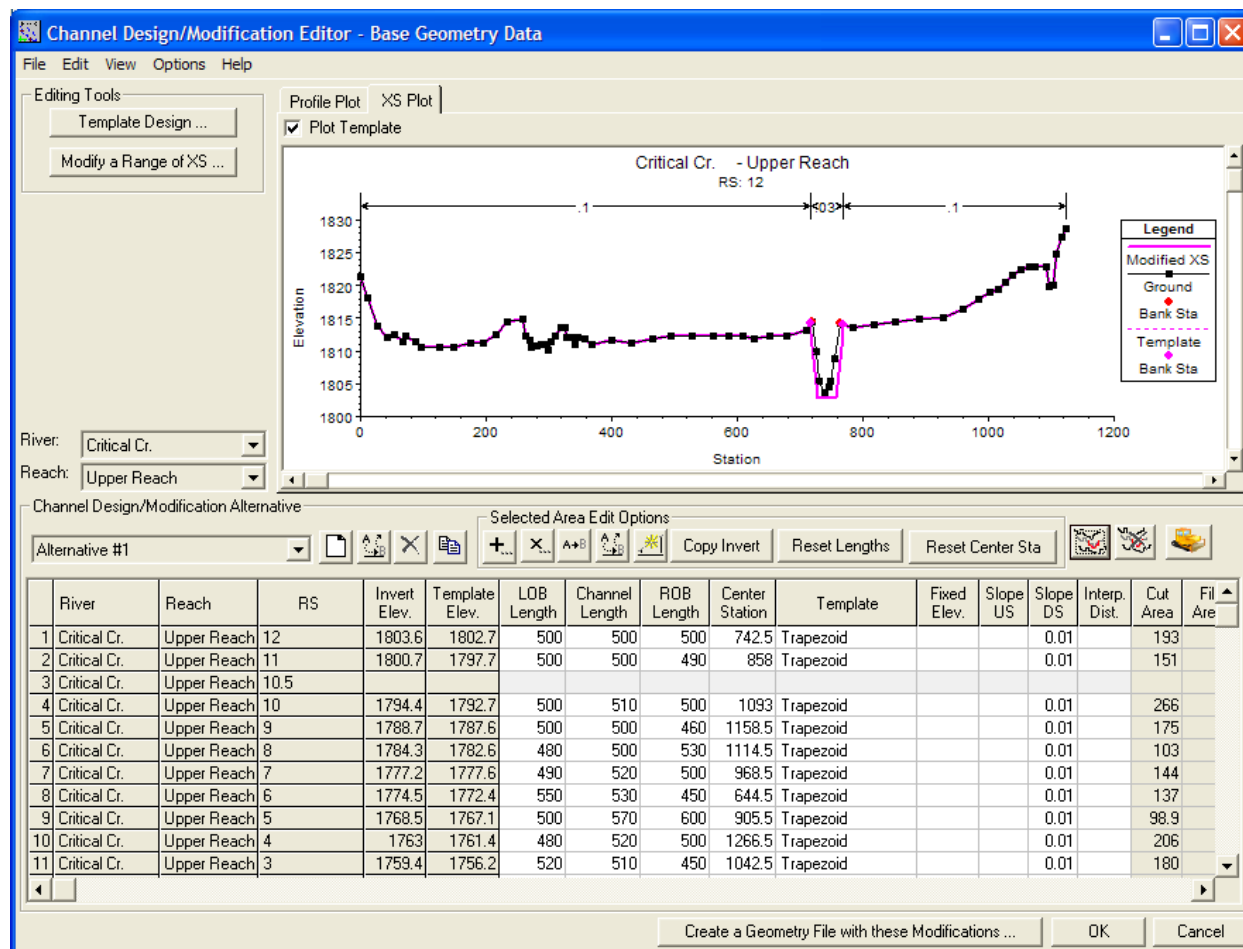 Channel Design/Modification Editor - Base Geometry Data
File Edit View Options Help
Editing Tools
Template Design ...
Modify a Range of XS ...
Profile Plot XS Plot
Plot Template
Critical Cr. - Upper Reach
RS: 12
.1 .03 .1
1830
1825
1820
1815
1810
1805
1800
Elevation
0 200 400 600 800 1000 1200
Station
Legend
Modified XS
Ground
Bank Sta
Template
Bank Sta
River: Critical Cr.
Reach: Upper Reach
Channel Design/Modification Alternative
Alternative #1
Selected Area Edit Options
Copy Invert Reset Lengths Reset Center Sta
River Reach RS Invert Elev. Template Elev. LOB Length Channel Length ROB Length Center Station Template Fixed Elev. Slope US Slope DS Interp. Dist. Cut Area Fil Are
1 Critical Cr. Upper Reach 12 1803.6 1802.7 500 500 500 742.5 Trapezoid 0.01 193
2 Critical Cr. Upper Reach 11 1800.7 1797.7 500 500 490 858 Trapezoid 0.01 151
3 Critical Cr. Upper Reach 10.5
4 Critical Cr. Upper Reach 10 1794.4 1792.7 500 510 500 1093 Trapezoid 0.01 266
5 Critical Cr. Upper Reach 9 1788.7 1787.6 500 500 460 1158.5 Trapezoid 0.01 175
6 Critical Cr. Upper Reach 8 1784.3 1782.6 480 500 530 1114.5 Trapezoid 0.01 103
7 Critical Cr. Upper Reach 7 1777.2 1777.6 490 520 500 968.5 Trapezoid 0.01 144
8 Critical Cr. Upper Reach 6 1774.5 1772.4 550 530 450 644.5 Trapezoid 0.01 137
9 Critical Cr. Upper Reach 5 1768.5 1767.1 500 570 600 905.5 Trapezoid 0.01 98.9
10 Critical Cr. Upper Reach 4 1763 1761.4 480 520 500 1266.5 Trapezoid 0.01 206
11 Critical Cr. Upper Reach 3 1759.4 1756.2 520 510 450 1042.5 Trapezoid 0.01 180
Create a Geometry File with these Modifications ... OK Cancel